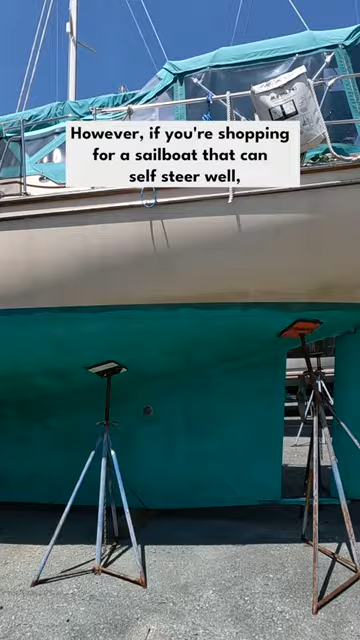 However, if you're shopping
for a sailboat that can
self steer well,